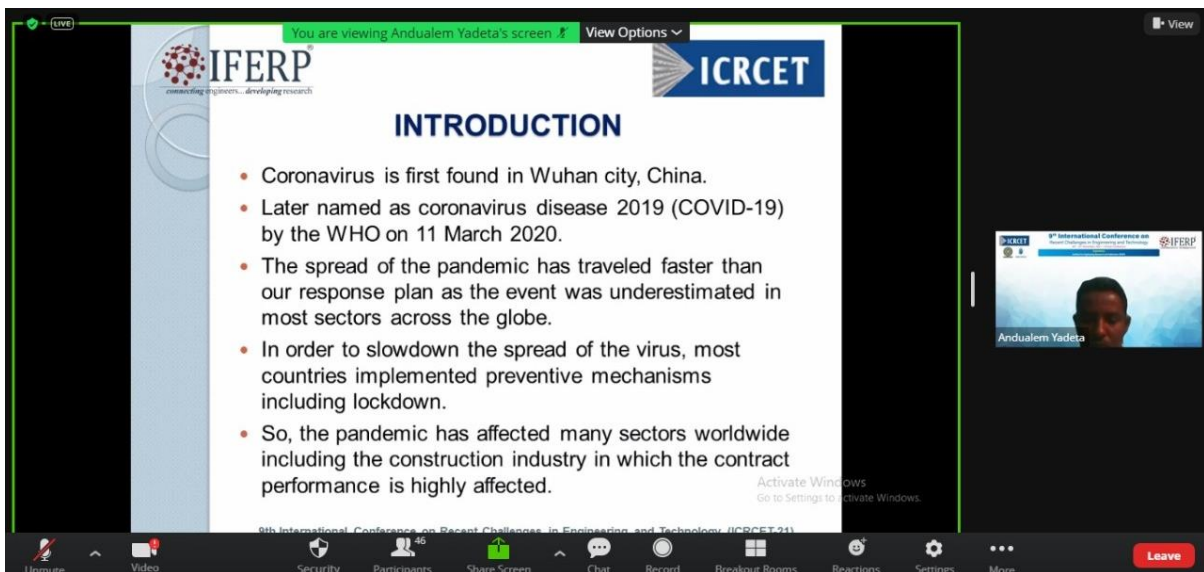 LIVE
You are viewing Andualem Yadeta's screen
View Options
View
IFERP
®
connecting engineers... developing research
ICRCET
INTRODUCTION
• Coronavirus is first found in Wuhan city, China.
• Later named as coronavirus disease 2019 (COVID-19)
by the WHO on 11 March 2020.
• The spread of the pandemic has traveled faster than
our response plan as the event was underestimated in
most sectors across the globe.
• In order to slowdown the spread of the virus, most
countries implemented preventive mechanisms
including lockdown.
• So, the pandemic has affected many sectors worldwide
including the construction industry in which the contract
performance is highly affected.
9th International Conference on Recent Challenges in Engineering and Technology (ICRCET-21)
Activate Windows
Go to Settings to activate Windows.
ICRCET
9th International Conference on
Recent Challenges in Engineering and Technology
IFERP
Andualem Yadeta
Unmute
Video
Security
Participants
46
Share Screen
Chat
Record
Breakout Rooms
Reactions
Settings
More
Leave